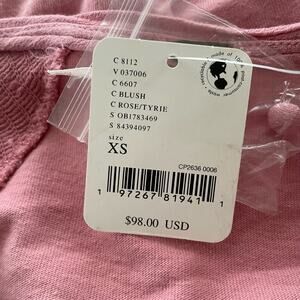 C 8112
V 037006
C 6607
C BLUSH
C ROSE/TYRIE
S OB1783469
S 84394097
size
XS
CP2636 0006
1 97267 81941 1
$98.00 USD